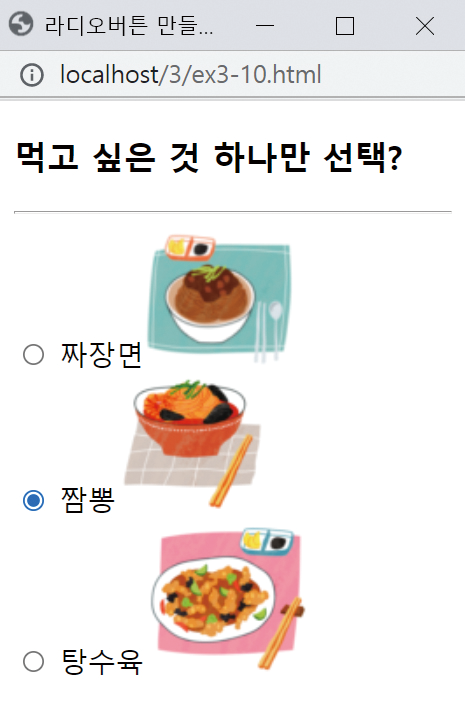 라디오버튼 만들...
localhost/3/ex3-10.html
먹고 싶은 것 하나만 선택?
짜장면
짬뽕
탕수육